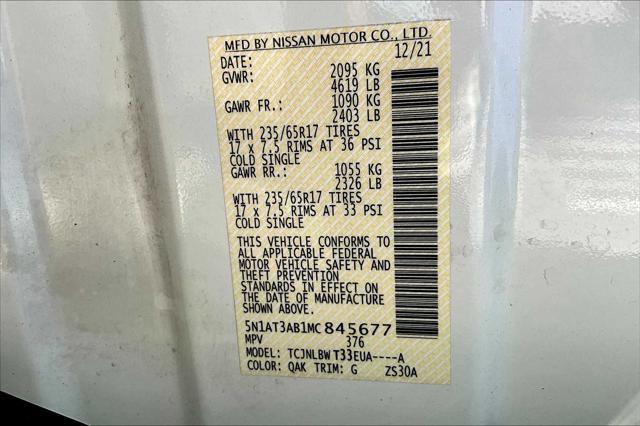 MFD BY NISSAN MOTOR CO., LTD.
DATE: 12/21
GVWR: 2095 KG
4619 LB
GAWR FR.: 1090 KG
2403 LB
WITH 235/65R17 TIRES
17 x 7.5 RIMS AT 36 PSI
COLD SINGLE
GAWR RR.: 1055 KG
2326 LB
WITH 235/65R17 TIRES
17 x 7.5 RIMS AT 33 PSI
COLD SINGLE
THIS VEHICLE CONFORMS TO
ALL APPLICABLE FEDERAL
MOTOR VEHICLE SAFETY AND
THEFT PREVENTION
STANDARDS IN EFFECT ON
THE DATE OF MANUFACTURE
SHOWN ABOVE.
5N1AT3AB1MC 845677
MPV 376
MODEL: TCJNLBW T33EUA----A
COLOR: QAK TRIM: G ZS30A